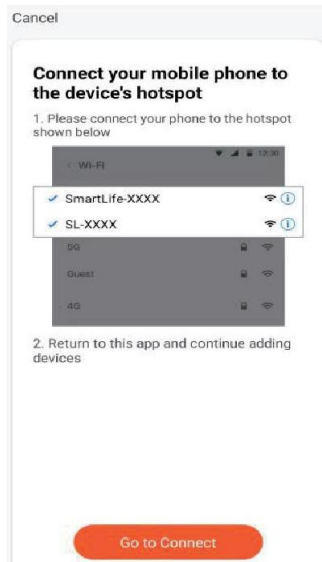 Cancel
Connect your mobile phone to
the device's hotspot
1. Please connect your phone to the hotspot
shown below
12:30
Wi-Fi
SmartLife-XXXX
SL-XXXX
5G
Guest
4G
2. Return to this app and continue adding
devices
Go to Connect